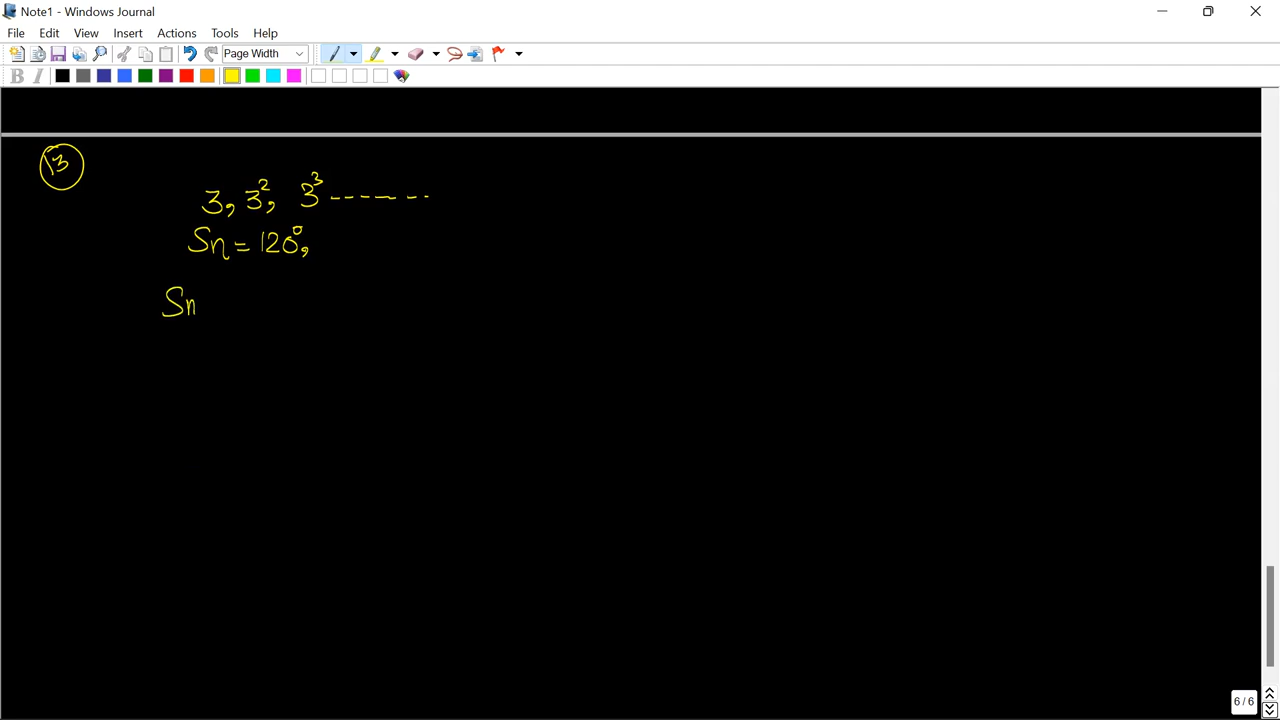 Note1 - Windows Journal
File Edit View Insert Actions Tools Help
Page Width
B I
13
3, 3², 3³ -------
Sn = 120°,
Sn
6 / 6